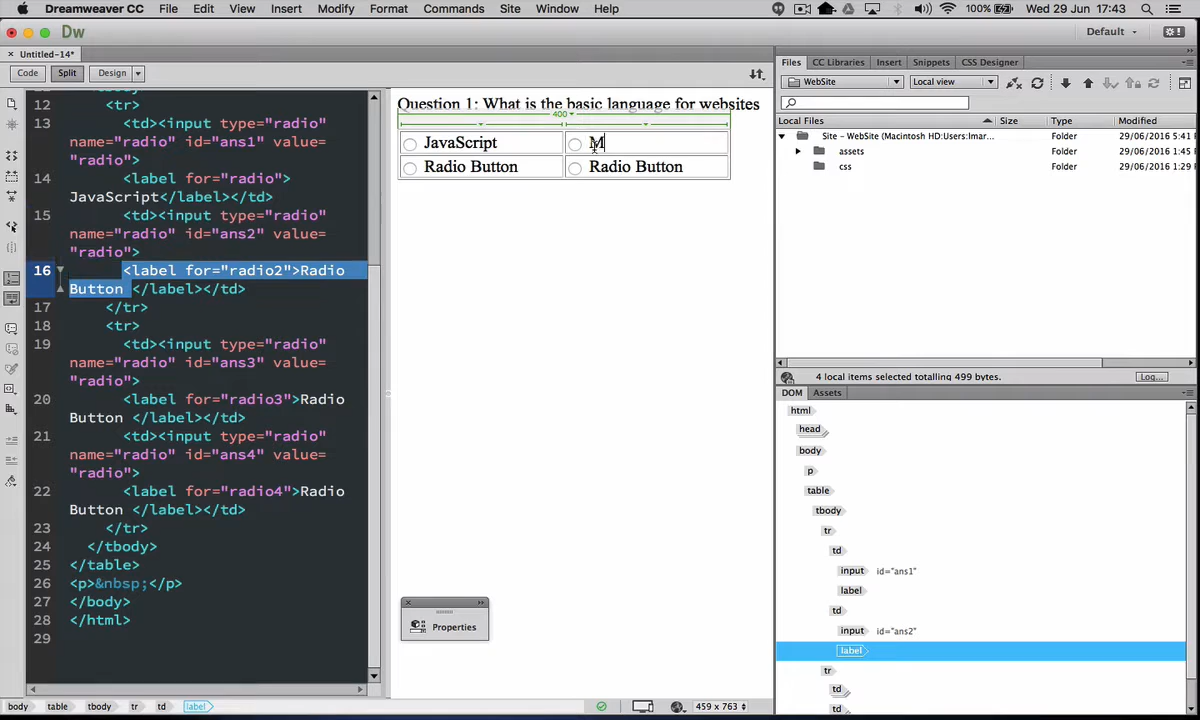 Dreamweaver CC File Edit View Insert Modify Format Commands Site Window Help 100% Wed 29 Jun 17:43
Dw Default
× Untitled-14*
Code Split Design
12 <tr>
13 <td><input type="radio"
name="radio" id="ans1" value=
"radio">
14 <label for="radio">
JavaScript</label></td>
15 <td><input type="radio"
name="radio" id="ans2" value=
"radio">
16 <label for="radio2">Radio
Button </label></td>
17 </tr>
18 <tr>
19 <td><input type="radio"
name="radio" id="ans3" value=
"radio">
20 <label for="radio3">Radio
Button </label></td>
21 <td><input type="radio"
name="radio" id="ans4" value=
"radio">
22 <label for="radio4">Radio
Button </label></td>
23 </tr>
24 </tbody>
25 </table>
26 <p>&nbsp;</p>
27 </body>
28 </html>
29
body table tbody tr td label
Question 1: What is the basic language for websites
400
JavaScript M
Radio Button Radio Button
Properties
459 x 763
Files CC Libraries Insert Snippets CSS Designer
WebSite Local view
Local Files Size Type Modified
Site - WebSite (Macintosh HD:Users:Imar... Folder 29/06/2016 5:41
assets Folder 29/06/2016 1:45
css Folder 29/06/2016 1:29
4 local items selected totalling 499 bytes. Log...
DOM Assets
html
head
body
p
table
tbody
tr
td
input id="ans1"
label
td
input id="ans2"
label
tr
td
td